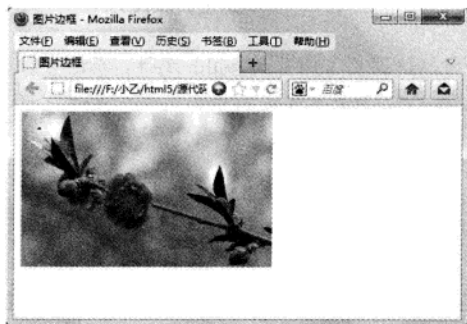 图片边框 - Mozilla Firefox
文件(F) 编辑(E) 查看(V) 历史(S) 书签(B) 工具(T) 帮助(H)
图片边框 +
file:///F:/小乙/html5/源代码 百度